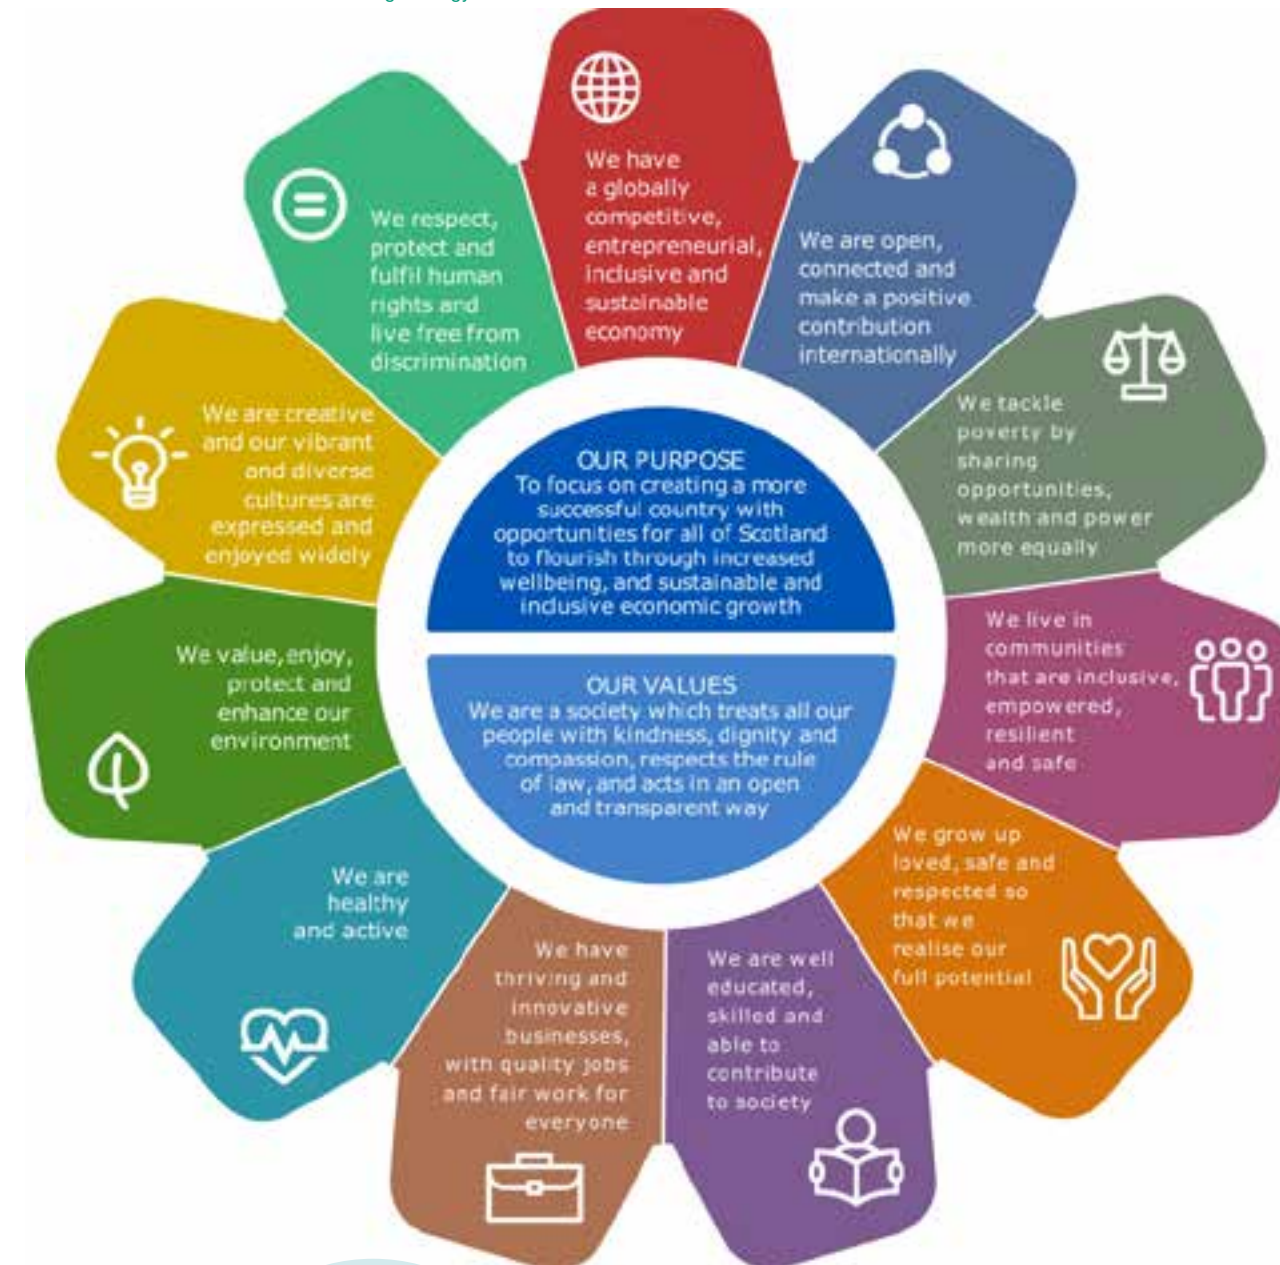 We have
a globally
competitive,
entrepreneurial,
inclusive and
sustainable
economy
We are open,
connected and
make a positive
contribution
internationally
We tackle
poverty by
sharing
opportunities,
wealth and power
more equally
We live in
communities
that are inclusive,
empowered,
resilient
and safe
We grow up
loved, safe and
respected so
that we
realise our
full potential
We are well
educated,
skilled and
able to
contribute
to society
We have
thriving and
innovative
businesses,
with quality jobs
and fair work for
everyone
We are
healthy
and active
We value, enjoy,
protect and
enhance our
environment
We are creative
and our vibrant
and diverse
cultures are
expressed and
enjoyed widely
We respect,
protect and
fulfil human
rights and
live free from
discrimination
OUR PURPOSE
To focus on creating a more
successful country with
opportunities for all of Scotland
to flourish through increased
wellbeing, and sustainable and
inclusive economic growth
OUR VALUES
We are a society which treats all our
people with kindness, dignity and
compassion, respects the rule
of law, and acts in an open
and transparent way